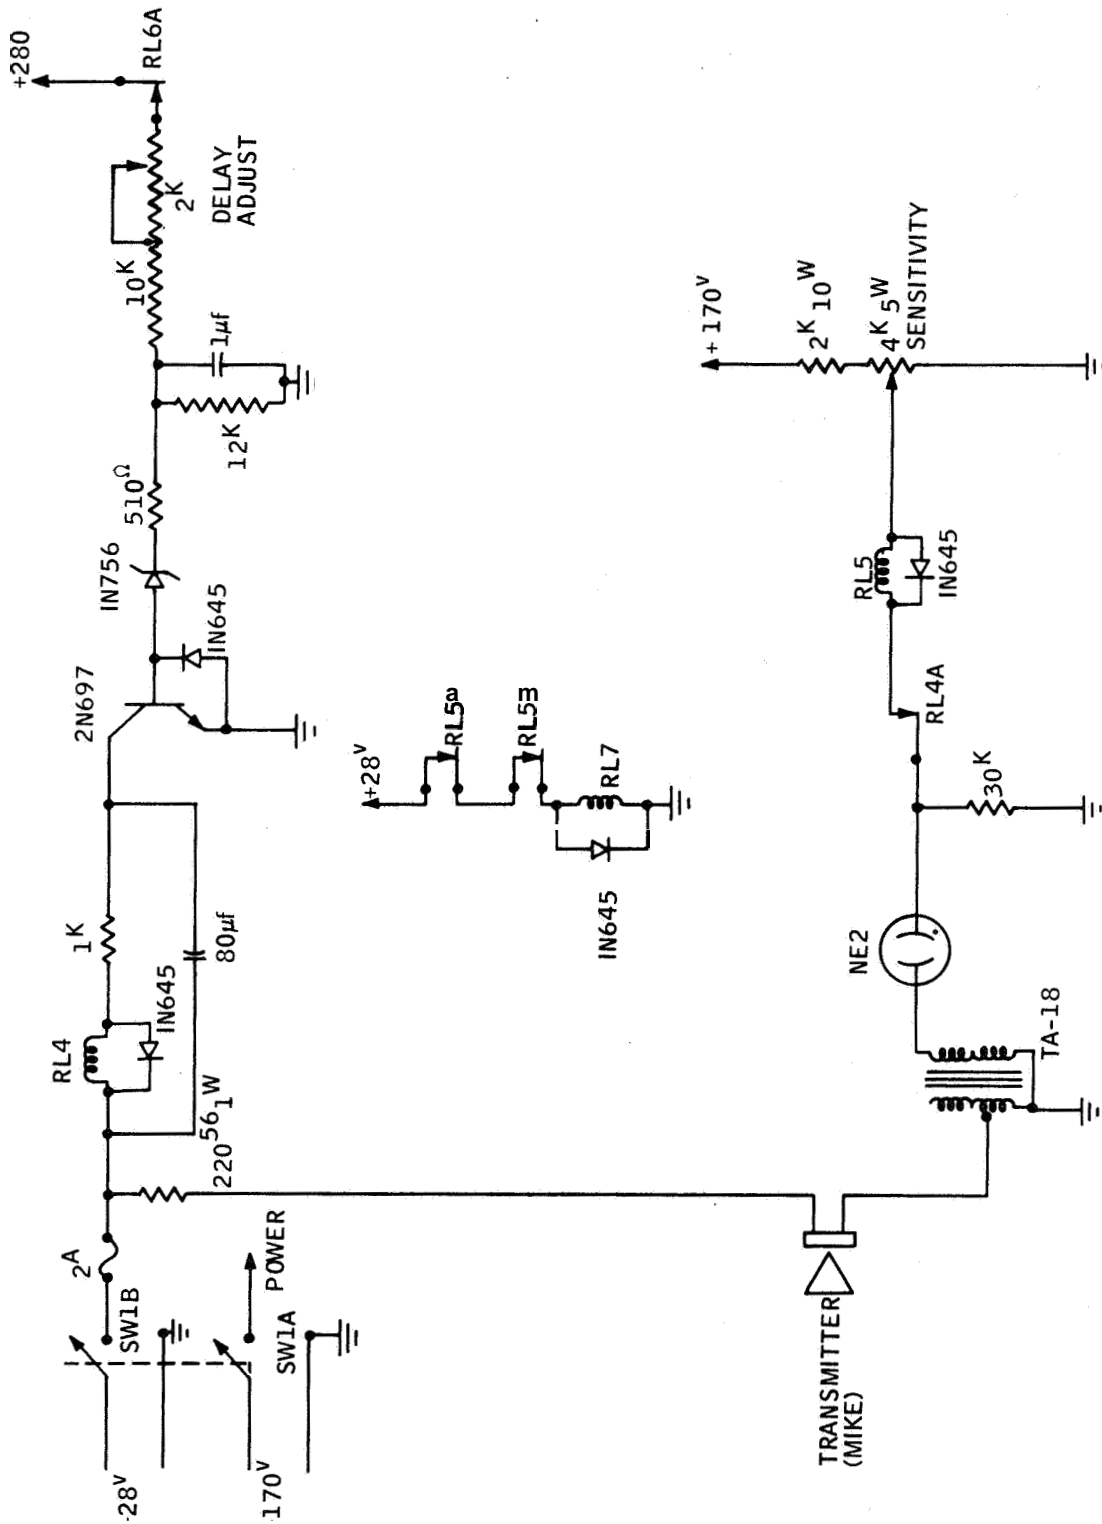 +280
RL6A
2K
DELAY
ADJUST
10K
1µf
12K
510Ω
IN756
IN645
2N697
1K
80µf
RL4
IN645
56 1W
220
2A
SW1B
POWER
SW1A
-28V
-170V
+28V
RL5a
RL5m
RL7
IN645
+170V
2K 10W
4K 5W
SENSITIVITY
RL5
IN645
RL4A
30K
NE2
TA-18
TRANSMITTER
(MIKE)